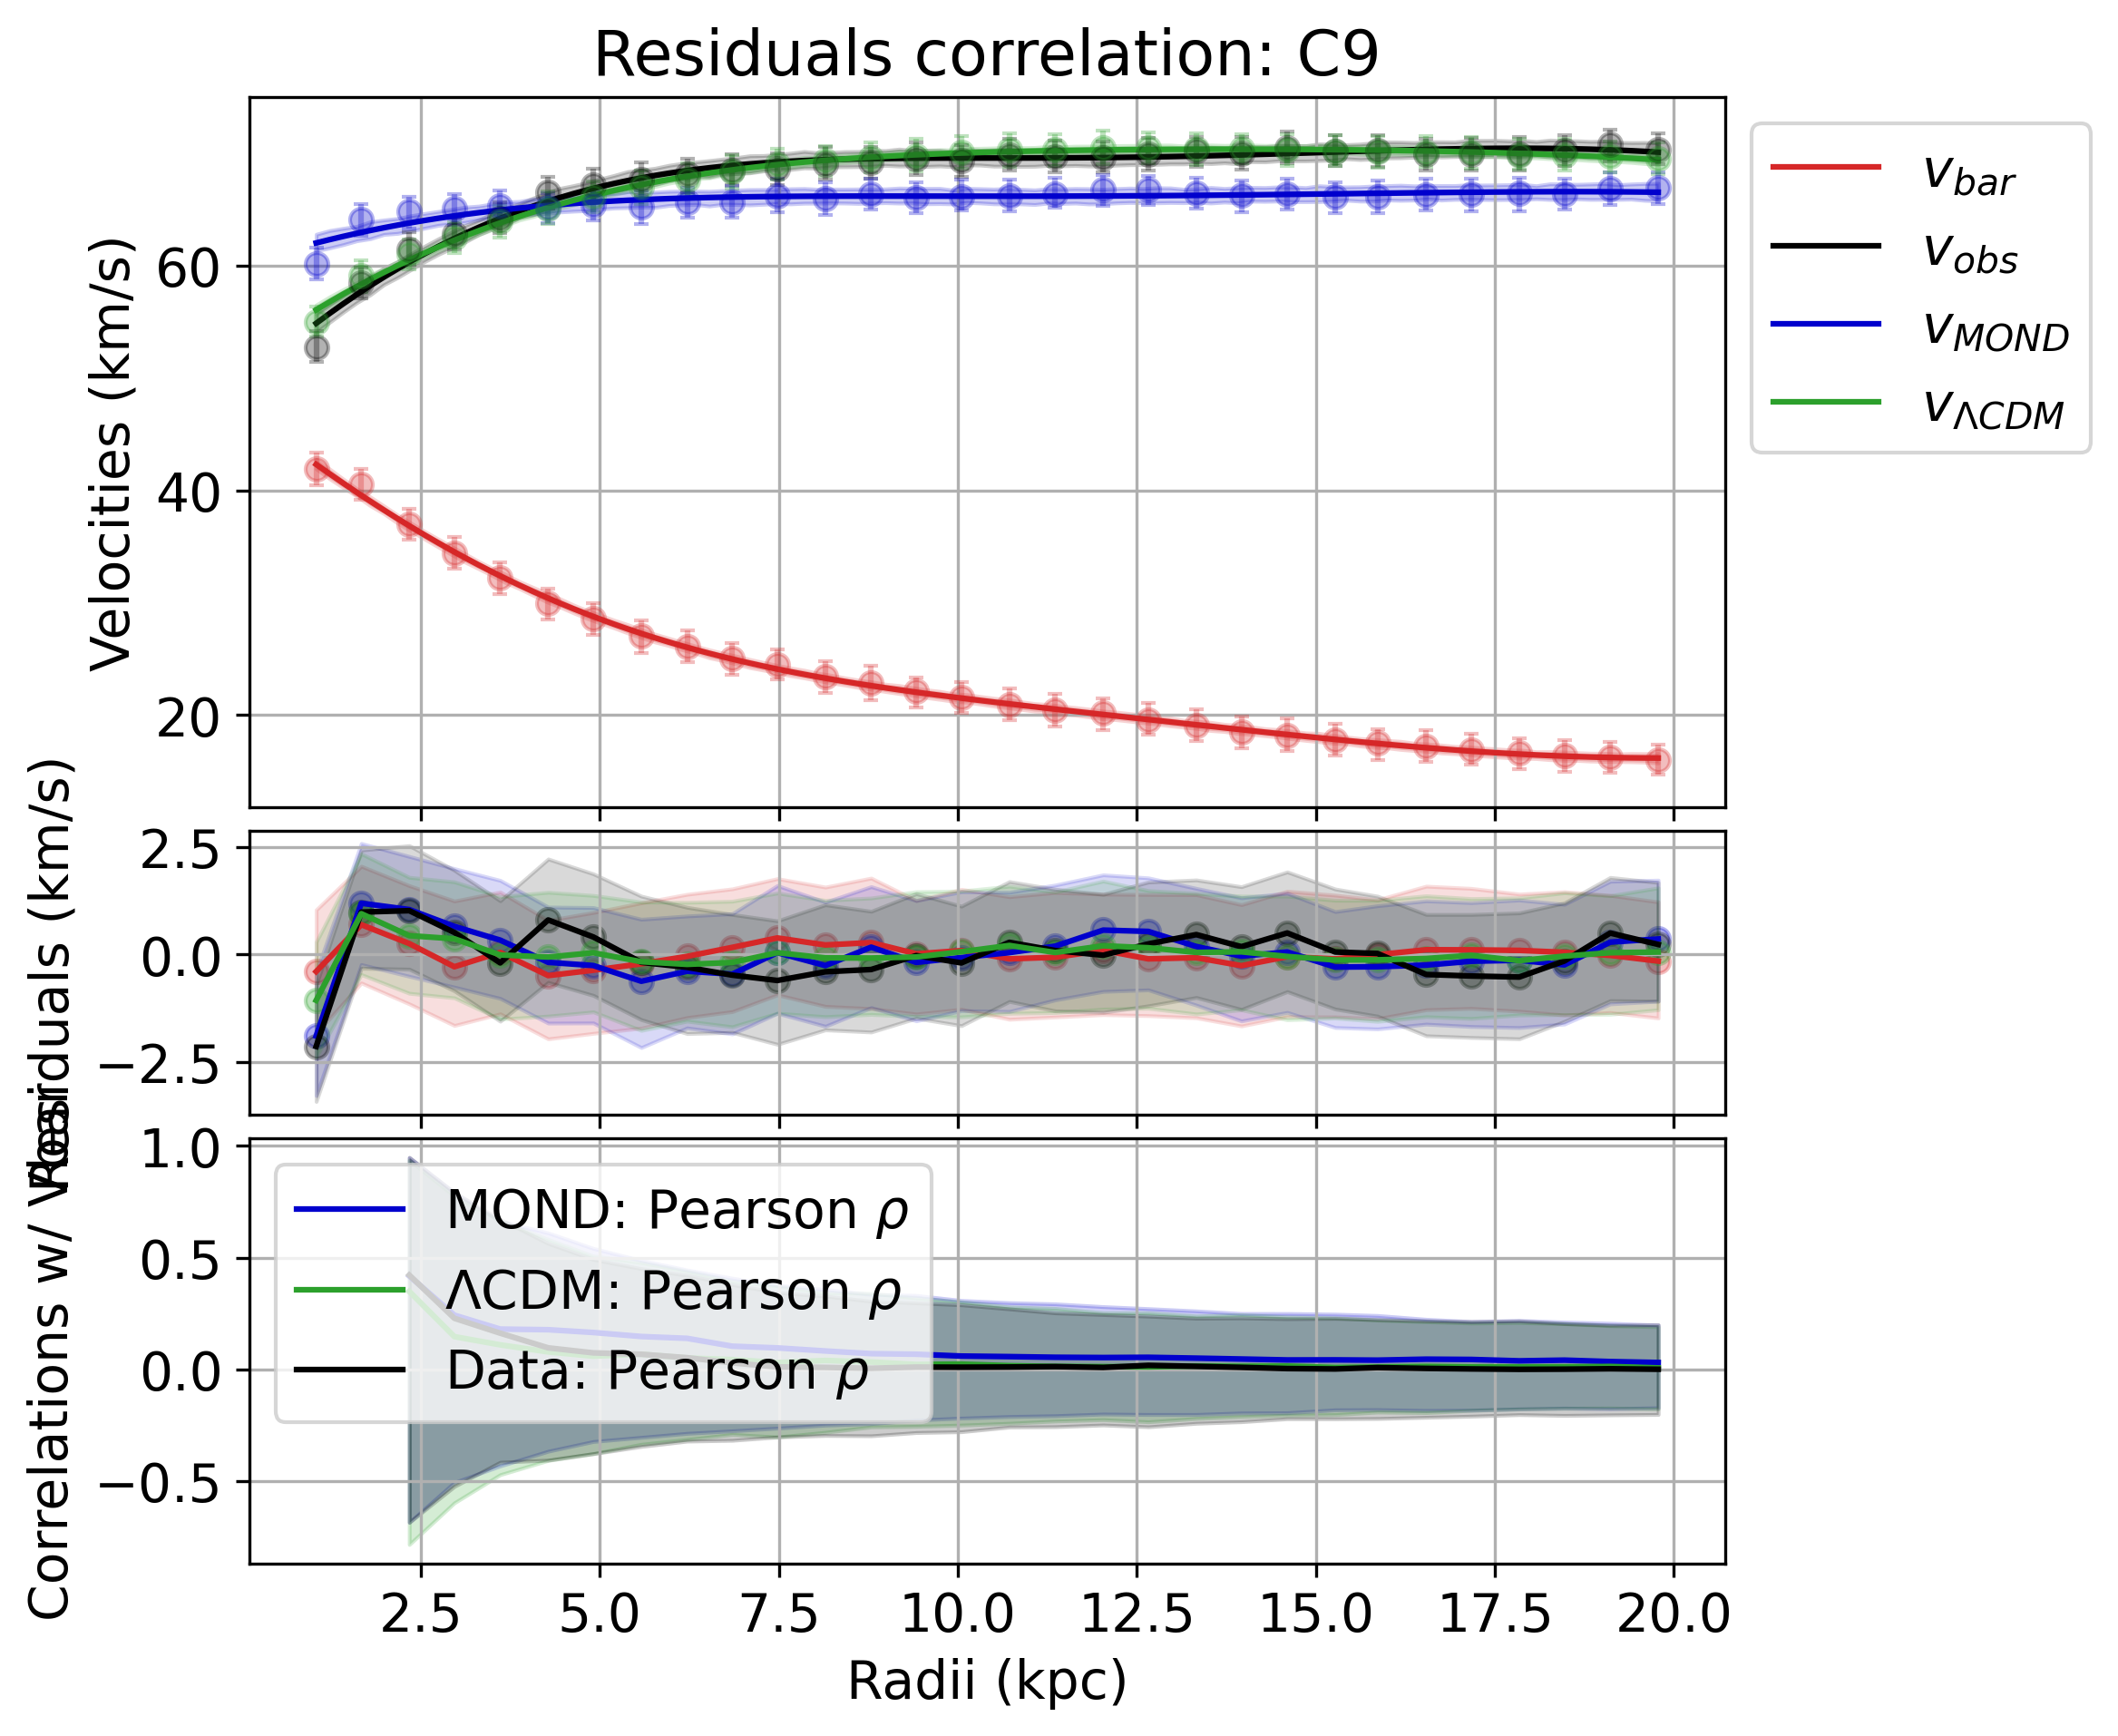 Residuals correlation: C9
Velocities (km/s)
60
40
20
v_bar
v_obs
v_MOND
v_ΛCDM
Residuals (km/s)
2.5
0.0
−2.5
Correlations w/ V_bar
1.0
0.5
0.0
−0.5
MOND: Pearson ρ
ΛCDM: Pearson ρ
Data: Pearson ρ
2.5 5.0 7.5 10.0 12.5 15.0 17.5 20.0
Radii (kpc)